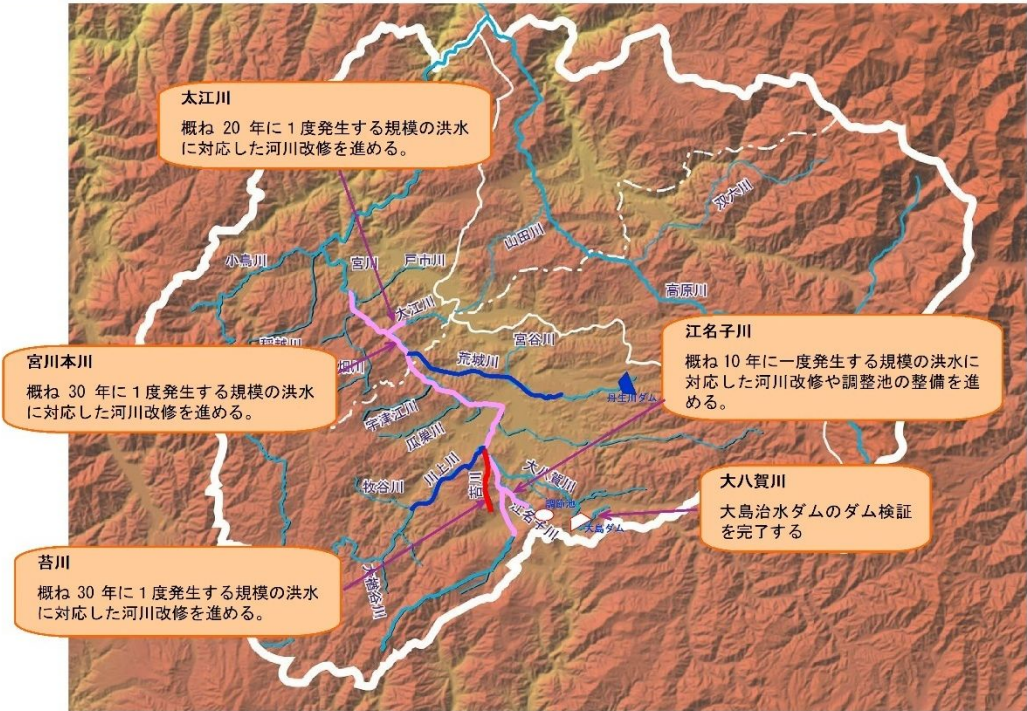 太江川
概ね 20 年に1度発生する規模の洪水
に対応した河川改修を進める。
双六川
山田川
小鳥川
宮川
戸市川
高原川
太江川
宮谷川
江名子川
概ね 10 年に一度発生する規模の洪水に
対応した河川改修や調整池の整備を進
める。
宮川本川
概ね 30 年に1度発生する規模の洪水
に対応した河川改修を進める。
荒城川
丹生川ダム
宇津江川
瓜巣川
川上川
大八賀川
牧谷川
苔川
江名子川
調節池
大島ダム
大八賀川
大島治水ダムのダム検証
を完了する
苔川
概ね 30 年に1度発生する規模の洪水
に対応した河川改修を進める。